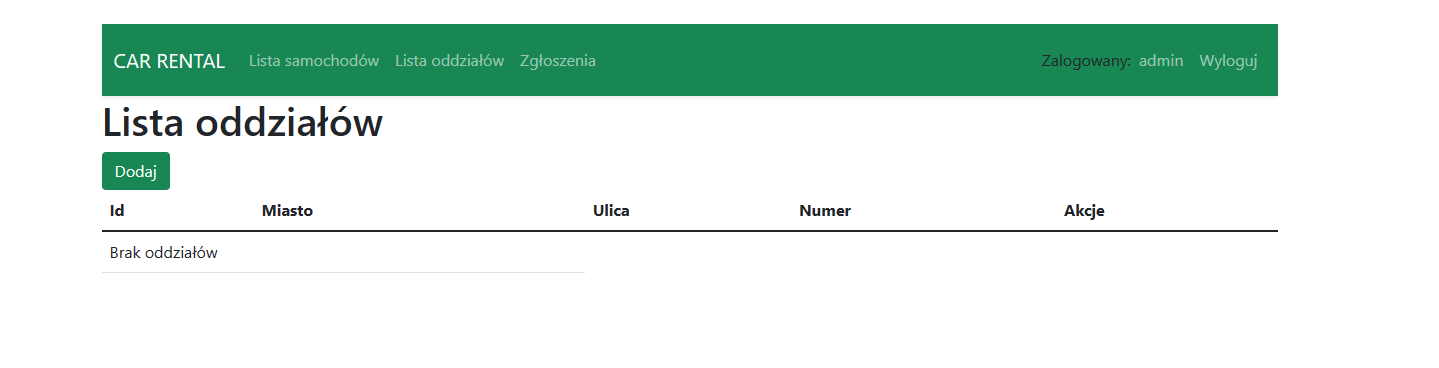 CAR RENTAL Lista samochodów Lista oddziałów Zgłoszenia Zalogowany: admin Wyloguj
Lista oddziałów
Dodaj
Id Miasto Ulica Numer Akcje
Brak oddziałów